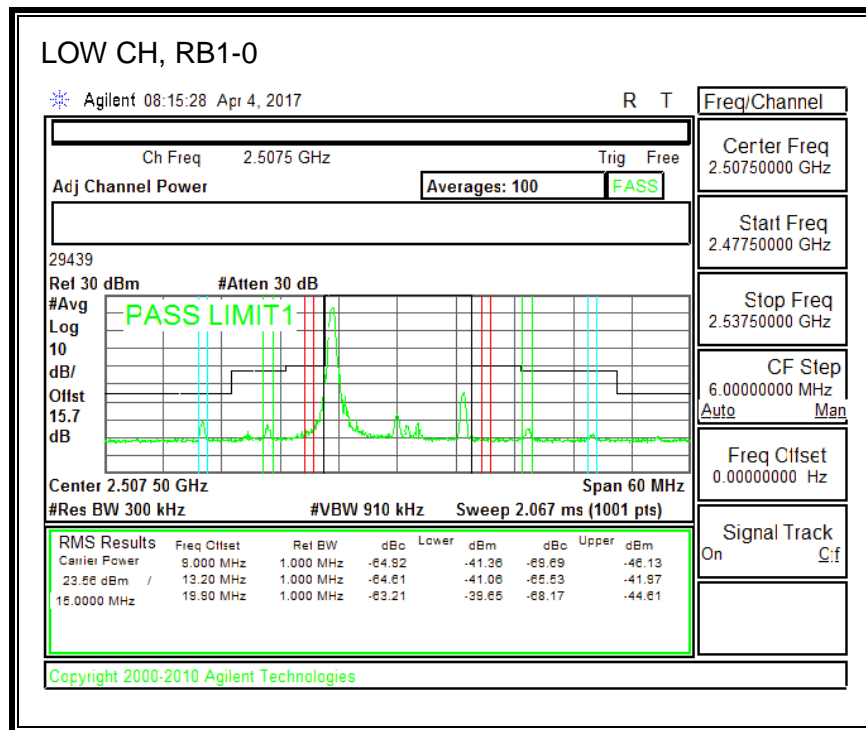 LOW CH, RB1-0
Agilent 08:15:28 Apr 4, 2017 R T
Freq/Channel
Ch Freq 2.5075 GHz Trig Free
Adj Channel Power Averages: 100 PASS
Center Freq
2.50750000 GHz
Start Freq
2.47750000 GHz
Stop Freq
2.53750000 GHz
CF Step
6.00000000 MHz
Auto Man
Freq Offset
0.00000000 Hz
Signal Track
On Off
29439
Ref 30 dBm #Atten 30 dB
#Avg
Log
10
dB/
Offst
15.7
dB
PASS LIMIT1
Center 2.507 50 GHz Span 60 MHz
#Res BW 300 kHz #VBW 910 kHz Sweep 2.067 ms (1001 pts)
RMS Results Freq Offset Ref BW dBc Lower dBm dBc Upper dBm
Carrier Power 9.000 MHz 1.000 MHz -64.92 -41.36 -69.69 -46.13
23.56 dBm / 13.20 MHz 1.000 MHz -64.61 -41.06 -65.53 -41.97
15.0000 MHz 19.90 MHz 1.000 MHz -63.21 -39.65 -68.17 -44.61
Copyright 2000-2010 Agilent Technologies